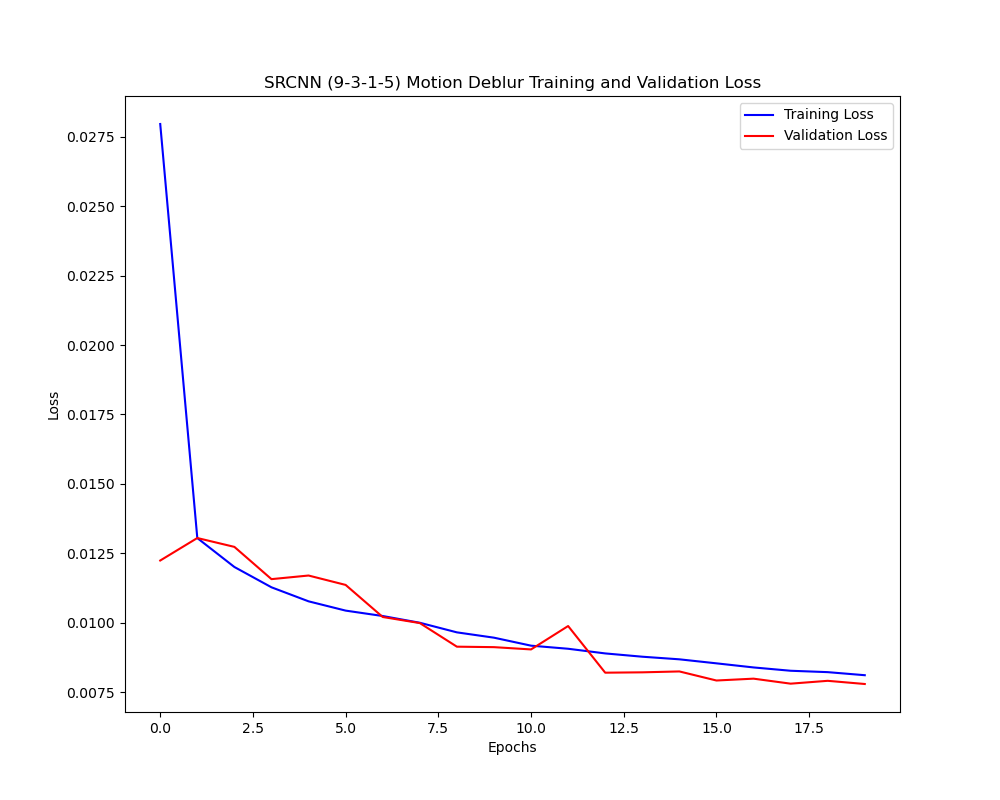 SRCNN (9-3-1-5) Motion Deblur Training and Validation Loss
Training Loss
Validation Loss
0.0275
0.0250
0.0225
0.0200
0.0175
0.0150
0.0125
0.0100
0.0075
Loss
0.0 2.5 5.0 7.5 10.0 12.5 15.0 17.5
Epochs